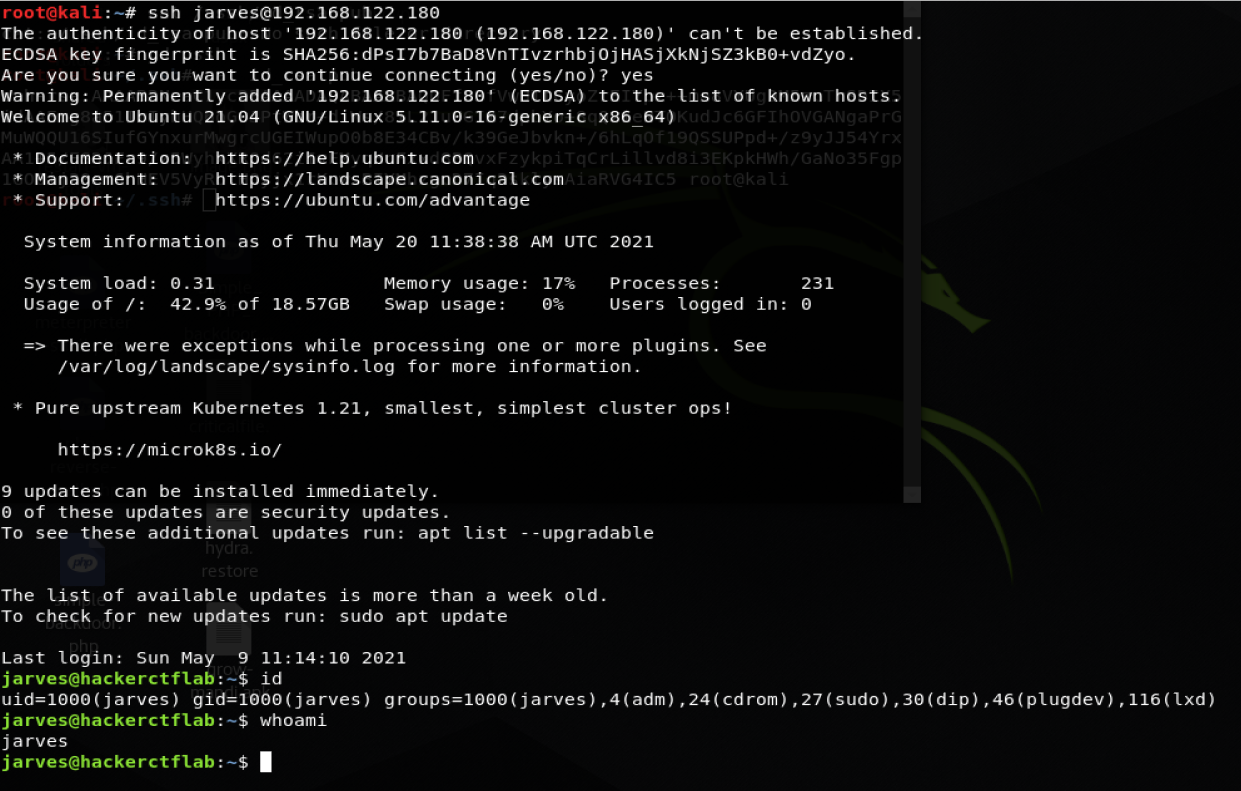 root@kali:~# ssh jarves@192.168.122.180
The authenticity of host '192.168.122.180 (192.168.122.180)' can't be established.
ECDSA key fingerprint is SHA256:dPsI7b7BaD8VnTIvzrhbjOjHASjXkNjSZ3kB0+vdZyo.
Are you sure you want to continue connecting (yes/no)? yes
Warning: Permanently added '192.168.122.180' (ECDSA) to the list of known hosts.
Welcome to Ubuntu 21.04 (GNU/Linux 5.11.0-16-generic x86_64)
* Documentation:  https://help.ubuntu.com
* Management:     https://landscape.canonical.com
root@kali
* Support:        https://ubuntu.com/advantage
System information as of Thu May 20 11:38:38 AM UTC 2021
System load: 0.31               Memory usage: 17%   Processes:       231
Usage of /:  42.9% of 18.57GB   Swap usage:   0%    Users logged in: 0
=> There were exceptions while processing one or more plugins. See
/var/log/landscape/sysinfo.log for more information.
* Pure upstream Kubernetes 1.21, smallest, simplest cluster ops!
https://microk8s.io/
9 updates can be installed immediately.
0 of these updates are security updates.
To see these additional updates run: apt list --upgradable
hydra.
restore
php
The list of available updates is more than a week old.
simple
To check for new updates run: sudo apt update
backdoor.
php
Last login: Sun May  9 11:14:10 2021
jarves@hackerctflab:~$ id
uid=1000(jarves) gid=1000(jarves) groups=1000(jarves),4(adm),24(cdrom),27(sudo),30(dip),46(plugdev),116(lxd)
jarves@hackerctflab:~$ whoami
jarves
jarves@hackerctflab:~$